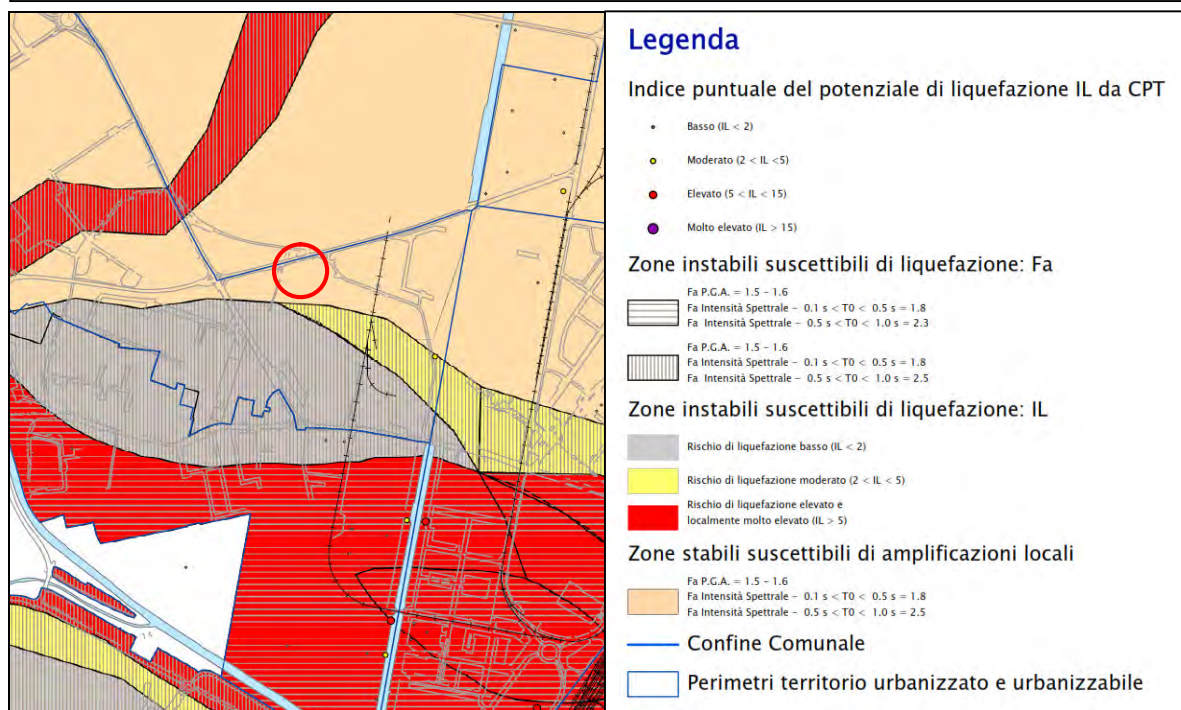 Legenda
Indice puntuale del potenziale di liquefazione IL da CPT
Basso (IL < 2)
Moderato (2 < IL <5)
Elevato (5 < IL < 15)
Molto elevato (IL > 15)
Zone instabili suscettibili di liquefazione: Fa
Fa P.G.A. = 1.5 – 1.6
Fa Intensità Spettrale – 0.1 s < T0 < 0.5 s = 1.8
Fa Intensità Spettrale – 0.5 s < T0 < 1.0 s = 2.3
Fa P.G.A. = 1.5 – 1.6
Fa Intensità Spettrale – 0.1 s < T0 < 0.5 s = 1.8
Fa Intensità Spettrale – 0.5 s < T0 < 1.0 s = 2.5
Zone instabili suscettibili di liquefazione: IL
Rischio di liquefazione basso (IL < 2)
Rischio di liquefazione moderato (2 < IL < 5)
Rischio di liquefazione elevato e
localmente molto elevato (IL > 5)
Zone stabili suscettibili di amplificazioni locali
Fa P.G.A. = 1.5 – 1.6
Fa Intensità Spettrale – 0.1 s < T0 < 0.5 s = 1.8
Fa Intensità Spettrale – 0.5 s < T0 < 1.0 s = 2.5
Confine Comunale
Perimetri territorio urbanizzato e urbanizzabile